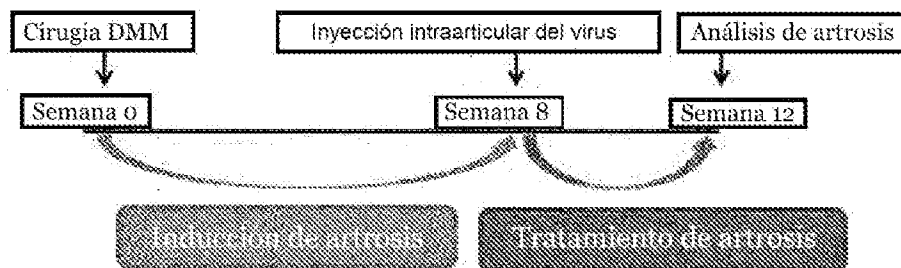 Cirugía DMM
Inyección intraarticular del virus
Análisis de artrosis
Semana 0
Semana 8
Semana 12
Inducción de artrosis
Tratamiento de artrosis